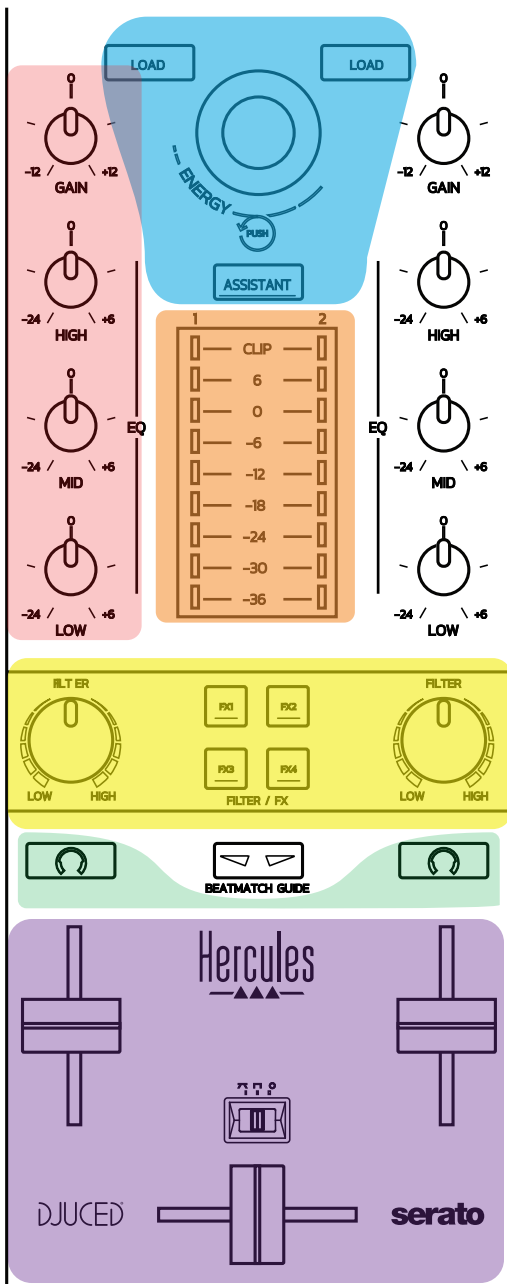 LOAD LOAD
0 0
-12 +12 -12 +12
GAIN GAIN
ENERGY
PUSH
0 0
ASSISTANT
-24 +6 -24 +6
HIGH HIGH
1 2
CLIP
6
0 0 0
EQ -6 EQ
-24 +6 -12 -24 +6
MID MID
-18
0 0
-24
-30
-36
-24 +6 -24 +6
LOW LOW
FILTER FILTER
FX1 FX2
FX3 FX4
LOW HIGH LOW HIGH
FILTER / FX
BEATMATCH GUIDE
Hercules
DJUCED serato